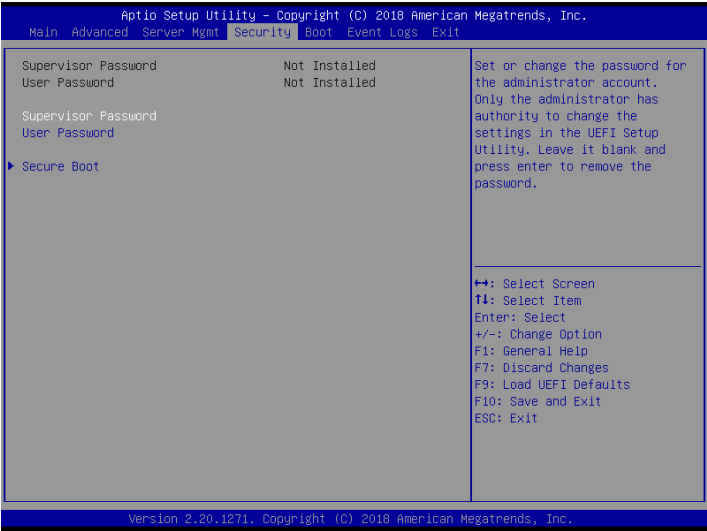 Aptio Setup Utility – Copyright (C) 2018 American Megatrends, Inc.
Main Advanced Server Mgmt Security Boot Event Logs Exit
Supervisor Password Not Installed
User Password Not Installed
Supervisor Password
User Password
Secure Boot
Set or change the password for
the administrator account.
Only the administrator has
authority to change the
settings in the UEFI Setup
Utility. Leave it blank and
press enter to remove the
password.
↔: Select Screen
↑↓: Select Item
Enter: Select
+/-: Change Option
F1: General Help
F7: Discard Changes
F9: Load UEFI Defaults
F10: Save and Exit
ESC: Exit
Version 2.20.1271. Copyright (C) 2018 American Megatrends, Inc.